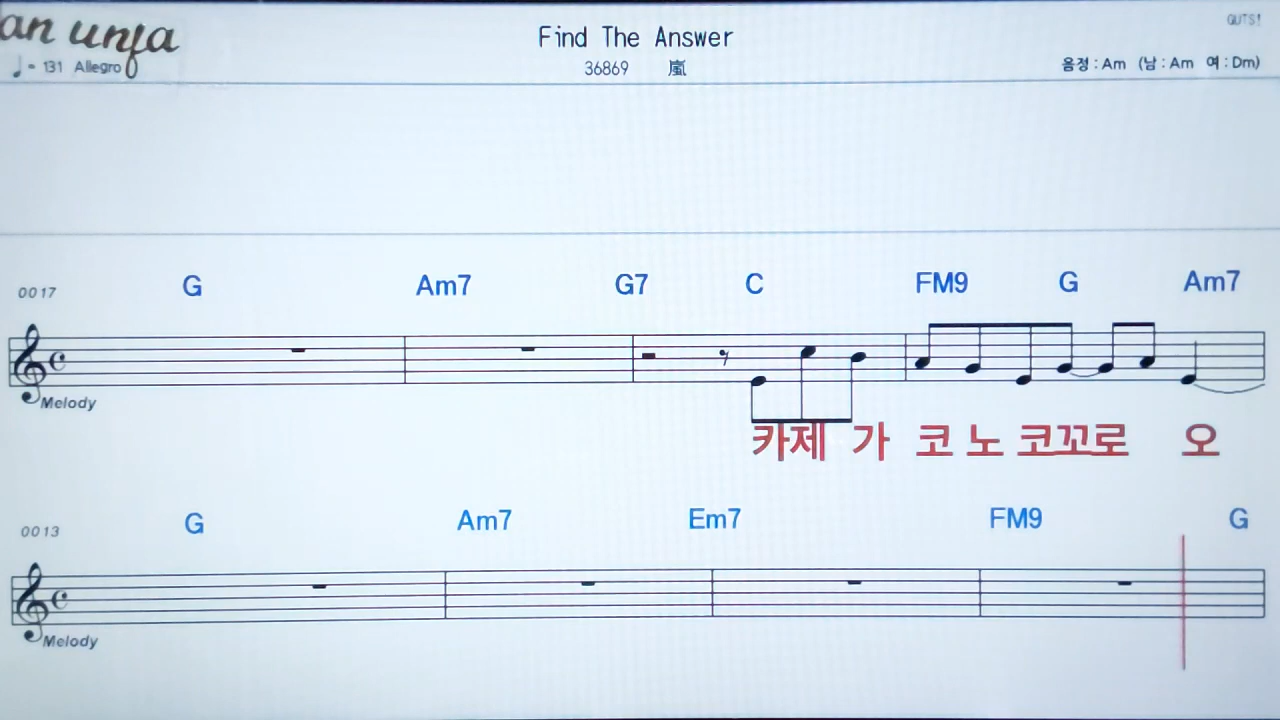 an unja
GUTS!
Find The Answer
♩= 131 Allegro
36869 嵐
음정 : Am (남 : Am 여 : Dm)
G Am7 G7 C FM9 G Am7
0017
Melody
카제 가 코 노 코꼬로 오
G Am7 Em7 FM9 G
0013
Melody